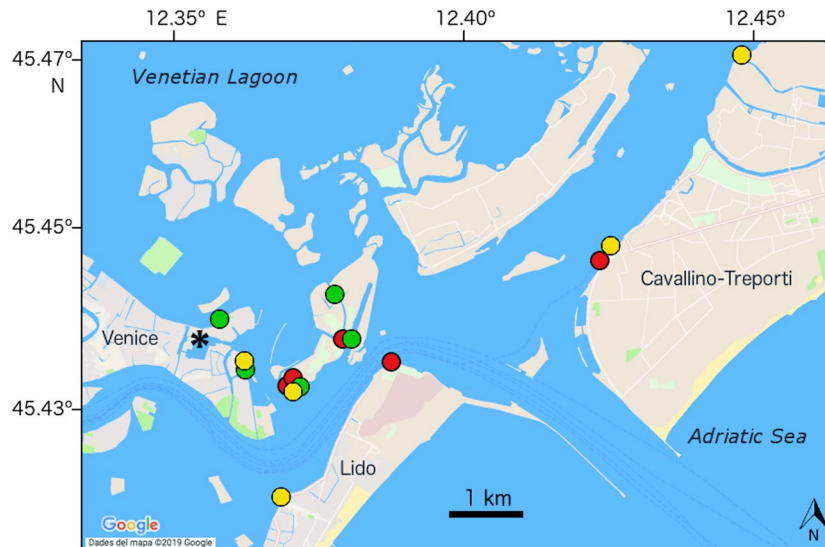 12.35° E
12.40°
12.45°
45.47°
N
Venetian Lagoon
45.45°
Cavallino-Treporti
Venice
*
45.43°
Adriatic Sea
Lido
1 km
Google
N
Dades del mapa ©2019 Google